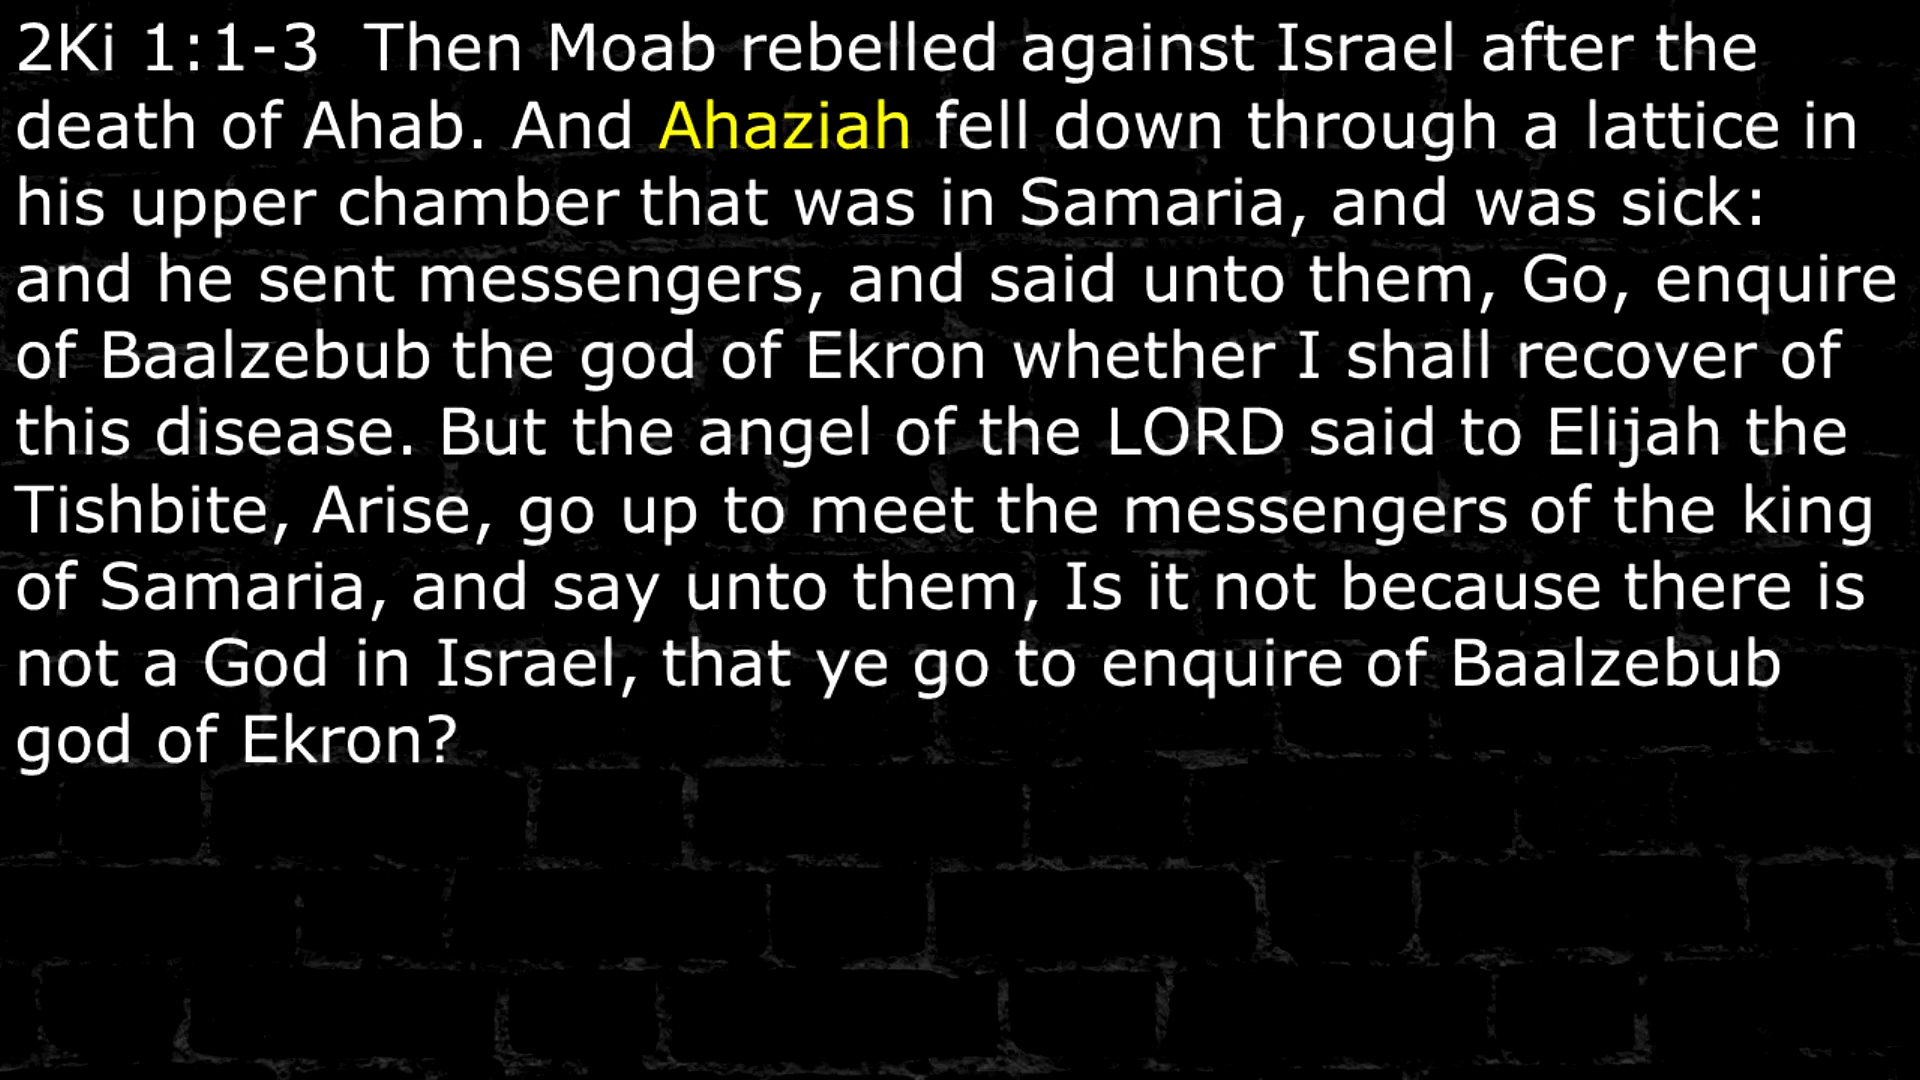 2Ki 1:1-3  Then Moab rebelled against Israel after the
death of Ahab. And Ahaziah fell down through a lattice in
his upper chamber that was in Samaria, and was sick:
and he sent messengers, and said unto them, Go, enquire
of Baalzebub the god of Ekron whether I shall recover of
this disease. But the angel of the LORD said to Elijah the
Tishbite, Arise, go up to meet the messengers of the king
of Samaria, and say unto them, Is it not because there is
not a God in Israel, that ye go to enquire of Baalzebub
god of Ekron?